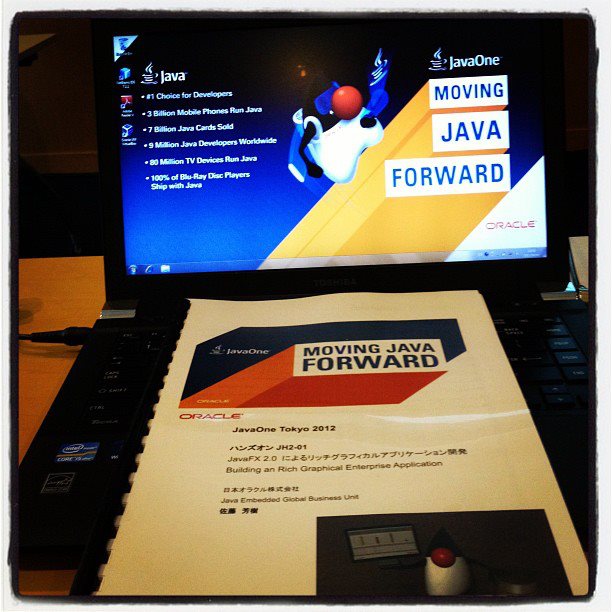 Java
• #1 Choice for Developers
• 3 Billion Mobile Phones Run Java
• 7 Billion Java Cards Sold
• 9 Million Java Developers Worldwide
• 80 Million TV Devices Run Java
• 100% of Blu-Ray Disc Players
Ship with Java
JavaOne
MOVING
JAVA
FORWARD
ORACLE
TOSHIBA
JavaOne
MOVING JAVA
FORWARD
ORACLE
ORACLE
JavaOne Tokyo 2012
ハンズオン JH2-01
JavaFX 2.0 によるリッチグラフィカルアプリケーション開発
Building an Rich Graphical Enterprise Application
日本オラクル株式会社
Java Embedded Global Business Unit
佐藤 芳樹
CTRL
intel
CORE i5